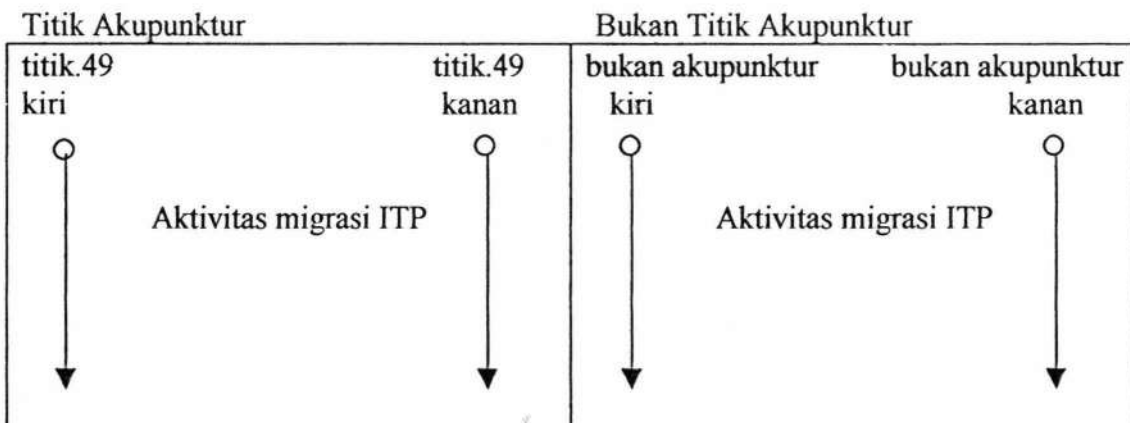 Titik Akupunktur Bukan Titik Akupunktur
titik.49 titik.49 bukan akupunktur bukan akupunktur
kiri kanan kiri kanan
Aktivitas migrasi ITP Aktivitas migrasi ITP